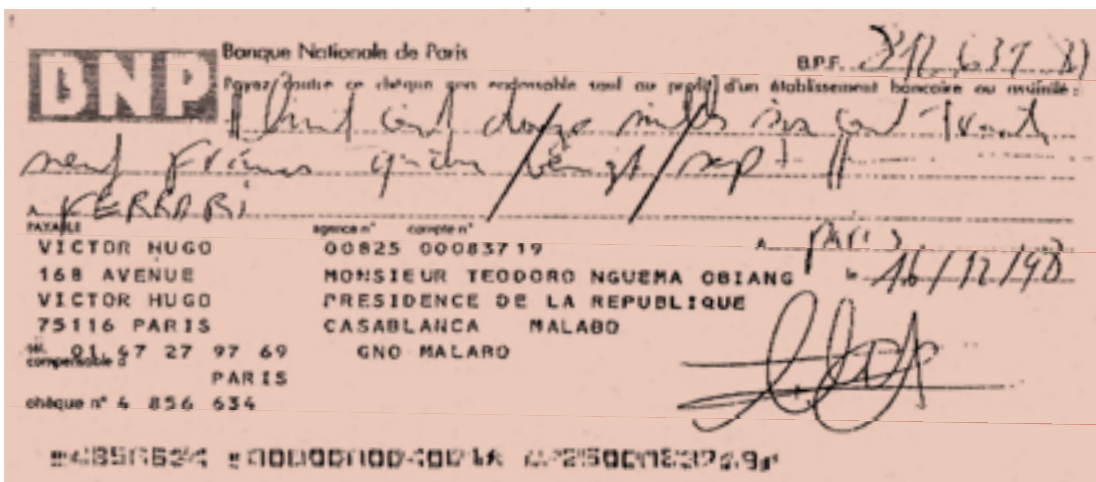 BNP
Banque Nationale de Paris
B.P.F. 812.639.87
Payez contre ce chèque non endossable sauf au profit d'un établissement bancaire ou assimilé :
huit cent douze mille six cent trente
neuf Francs quatre vingt sept
à FERRARI
PAYABLE agence n° compte n°
VICTOR HUGO 00825 00083719
A PARIS
168 AVENUE MONSIEUR TEODORO NGUEMA OBIANG
le 16/12/98
VICTOR HUGO PRESIDENCE DE LA REPUBLIQUE
75116 PARIS CASABLANCA MALABO
tél. 01 47 27 97 69 GNO MALABO
compensable à
PARIS
chèque n° 4 856 634